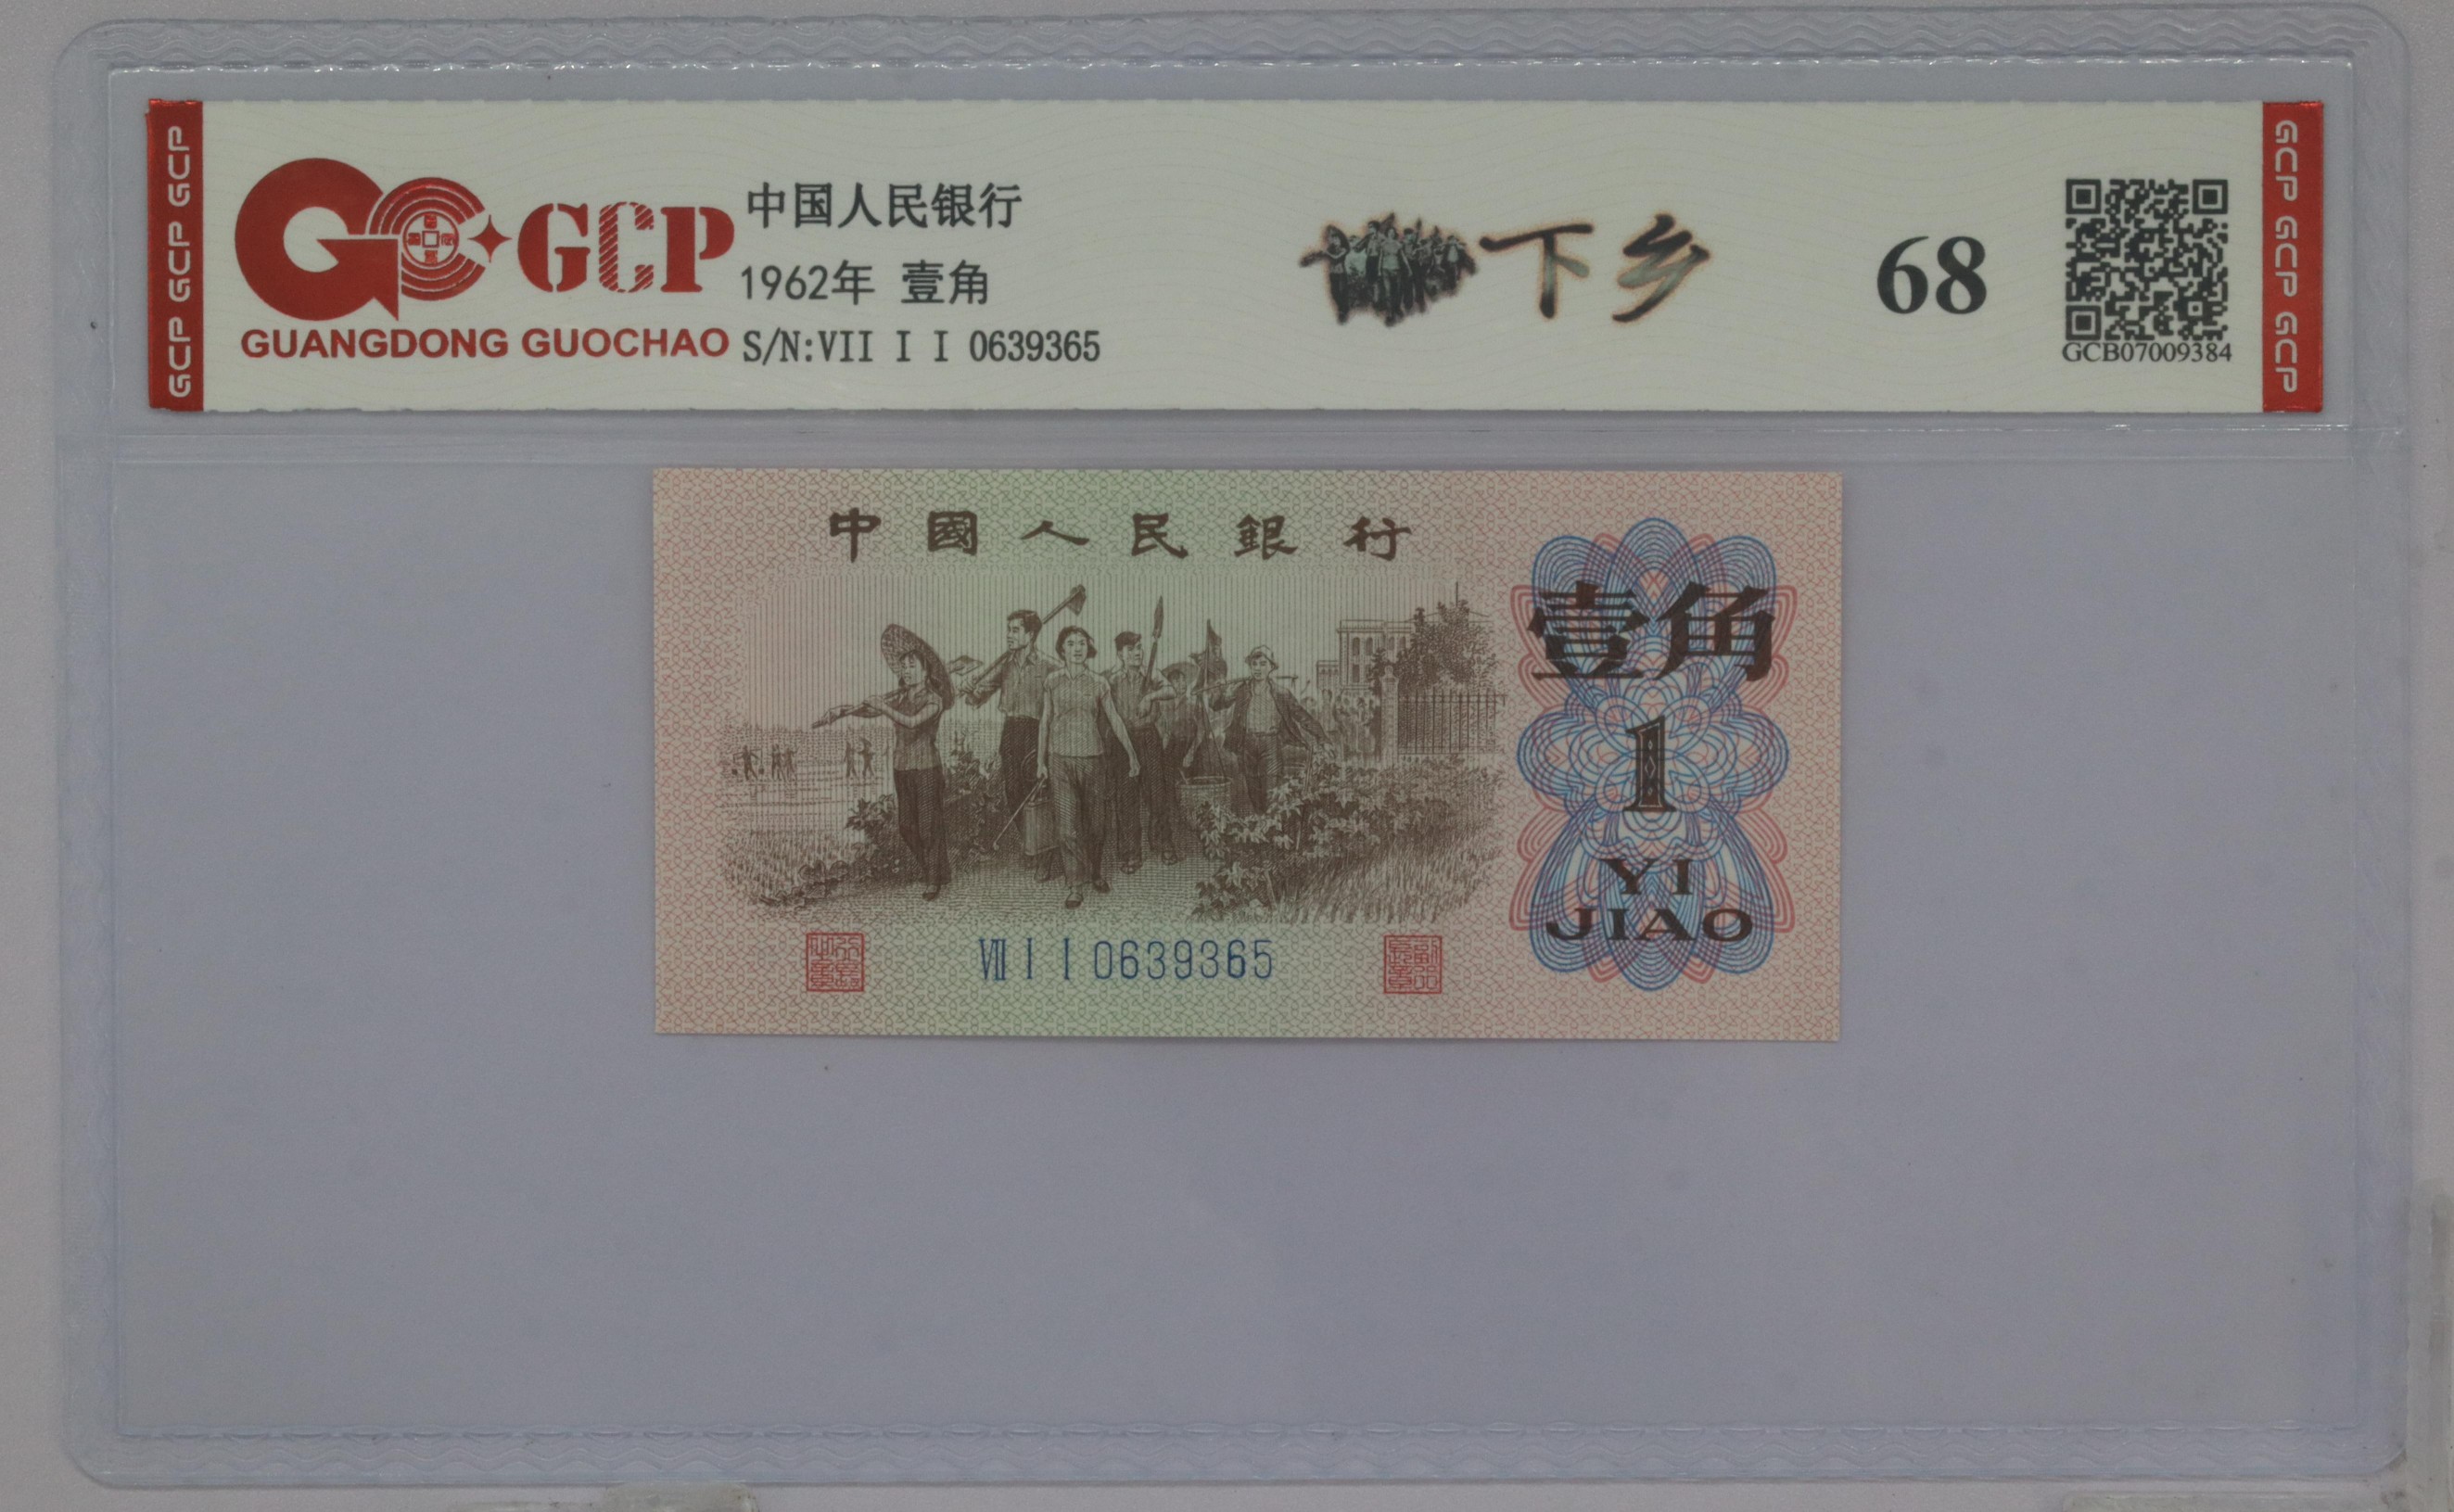 GCP GCP GCP
GCP
GUANGDONG GUOCHAO
中国人民银行
1962年 壹角
S/N:VII I I 0639365
下乡
68
GCB07009384
GCP GCP GCP
中國人民銀行
壹角
1
YI
JIAO
Ⅶ I I 0639365